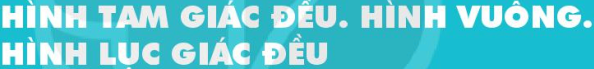 HÌNH TAM GIÁC ĐỀU. HÌNH VUÔNG.
HÌNH LỤC GIÁC ĐỀU